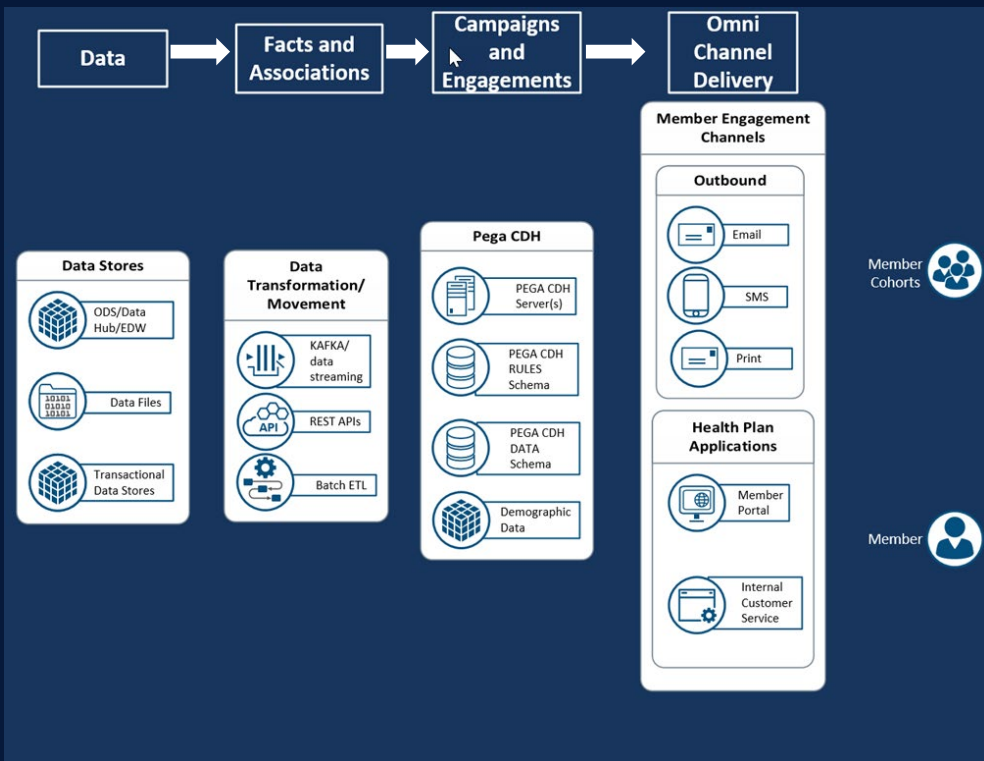 Data
Facts and
Associations
Campaigns
and
Engagements
Omni
Channel
Delivery
Data Stores
ODS/Data
Hub/EDW
Data Files
10101
01010
10101
Transactional
Data Stores
Data
Transformation/
Movement
KAFKA/
data
streaming
API
REST APIs
Batch ETL
Pega CDH
PEGA CDH
Server(s)
PEGA CDH
RULES
Schema
PEGA CDH
DATA
Schema
Demographic
Data
Member Engagement
Channels
Outbound
Email
SMS
Print
Health Plan
Applications
Member
Portal
Internal
Customer
Service
Member
Cohorts
Member